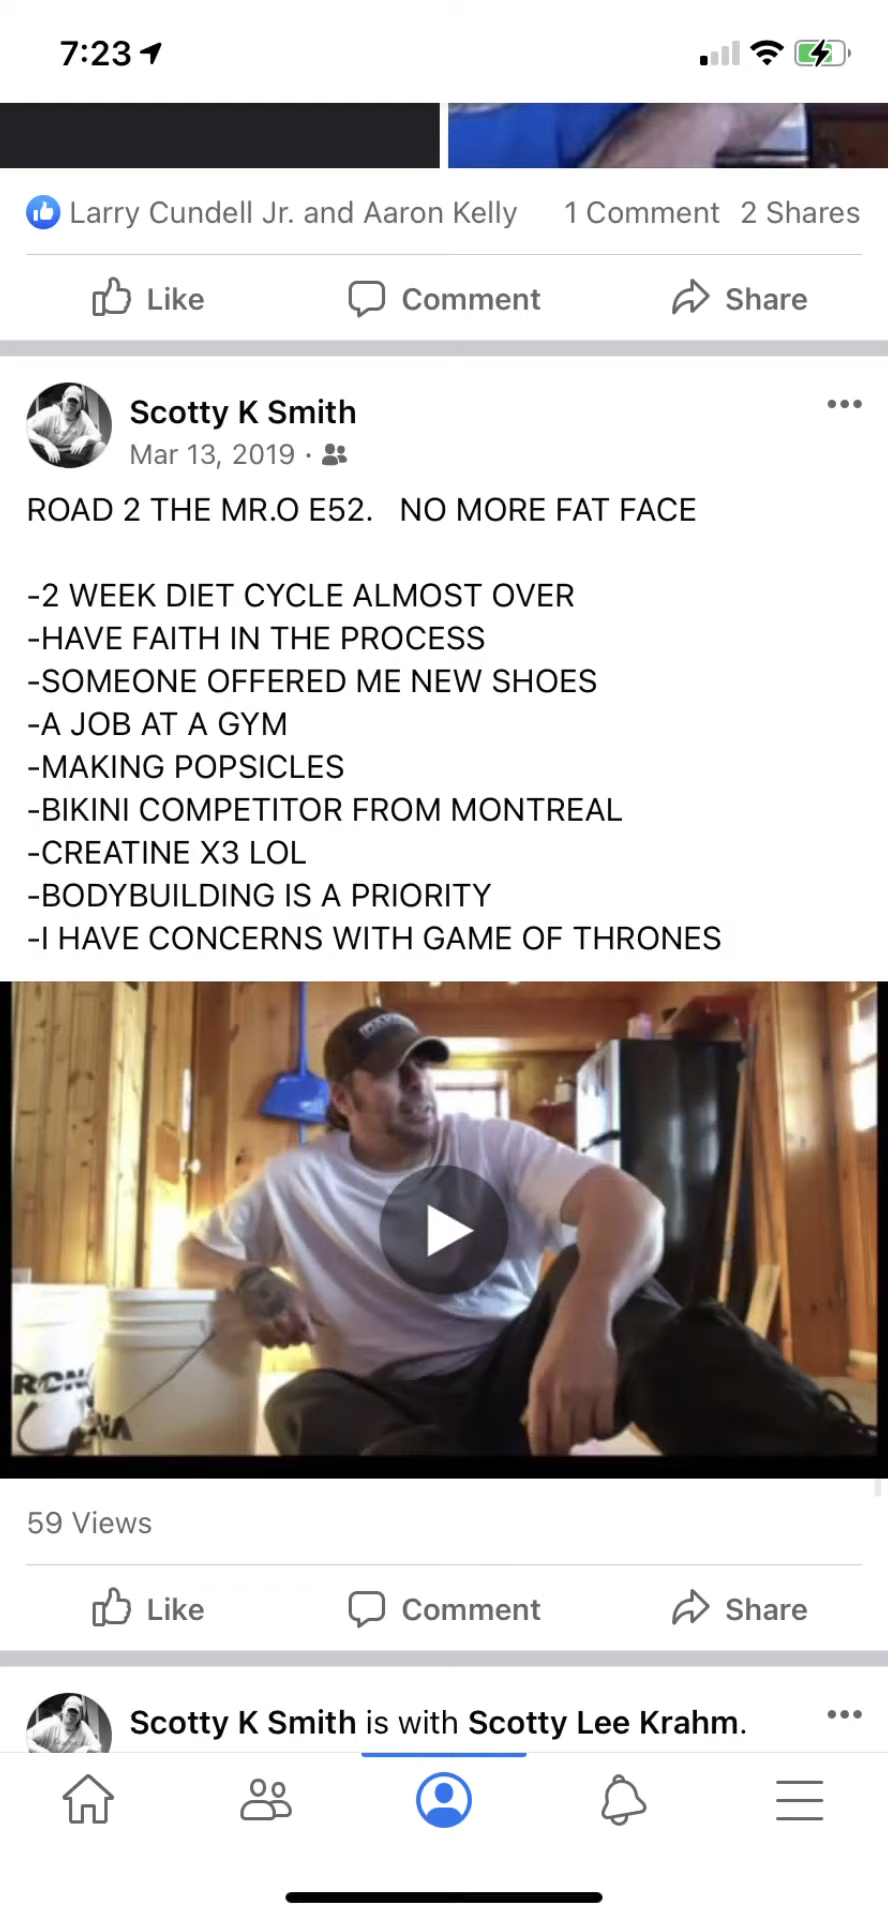 7:23
Larry Cundell Jr. and Aaron Kelly 1 Comment 2 Shares
Like Comment Share
Scotty K Smith
Mar 13, 2019 ·
ROAD 2 THE MR.O E52. NO MORE FAT FACE
-2 WEEK DIET CYCLE ALMOST OVER
-HAVE FAITH IN THE PROCESS
-SOMEONE OFFERED ME NEW SHOES
-A JOB AT A GYM
-MAKING POPSICLES
-BIKINI COMPETITOR FROM MONTREAL
-CREATINE X3 LOL
-BODYBUILDING IS A PRIORITY
-I HAVE CONCERNS WITH GAME OF THRONES
RON
59 Views
Like Comment Share
Scotty K Smith is with Scotty Lee Krahm.